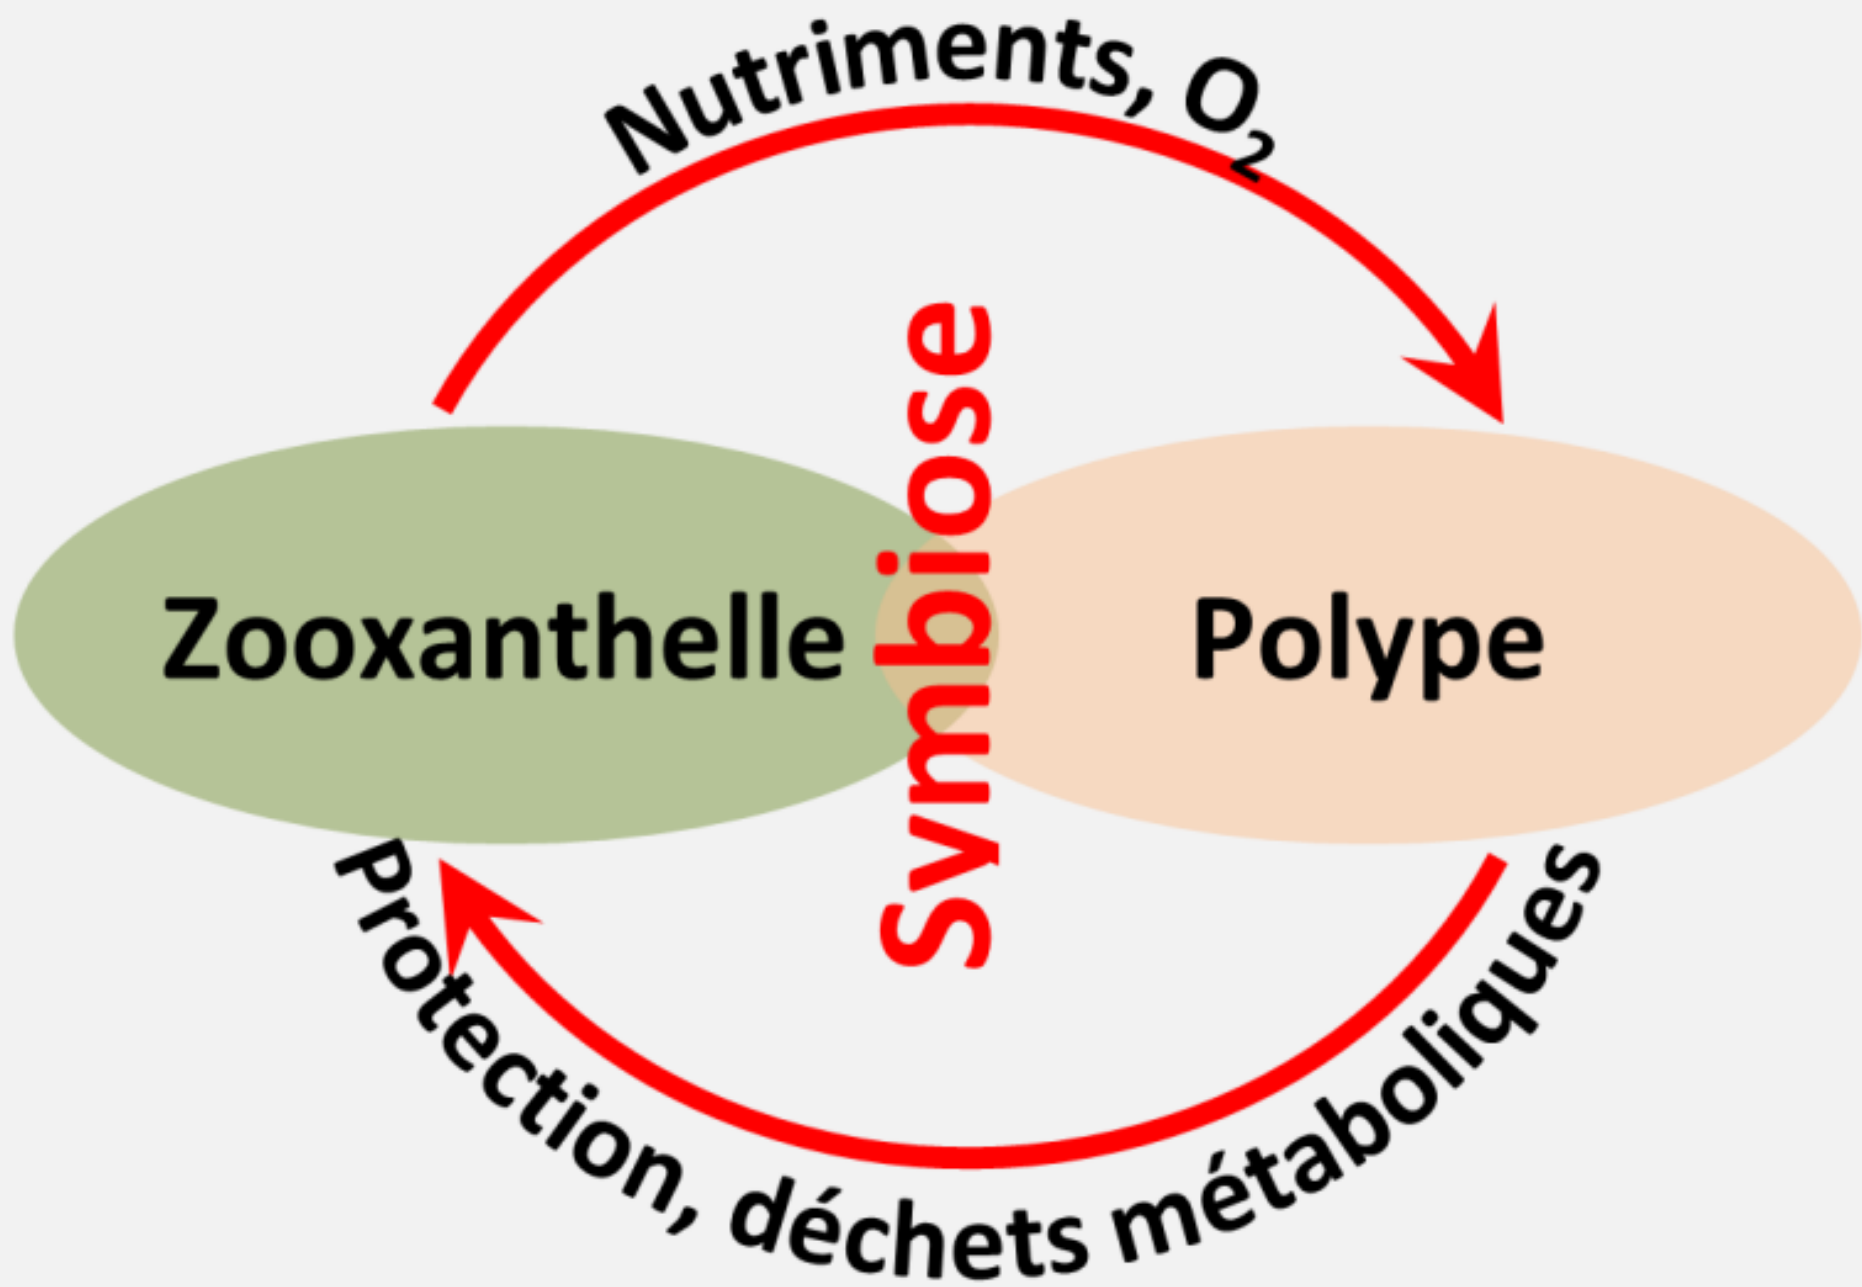 Nutriments, O₂
Symbiose
Zooxanthelle
Polype
Protection, déchets métaboliques